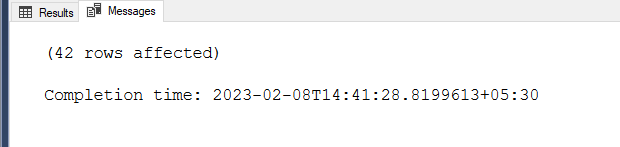 Results Messages
(42 rows affected)
Completion time: 2023-02-08T14:41:28.8199613+05:30